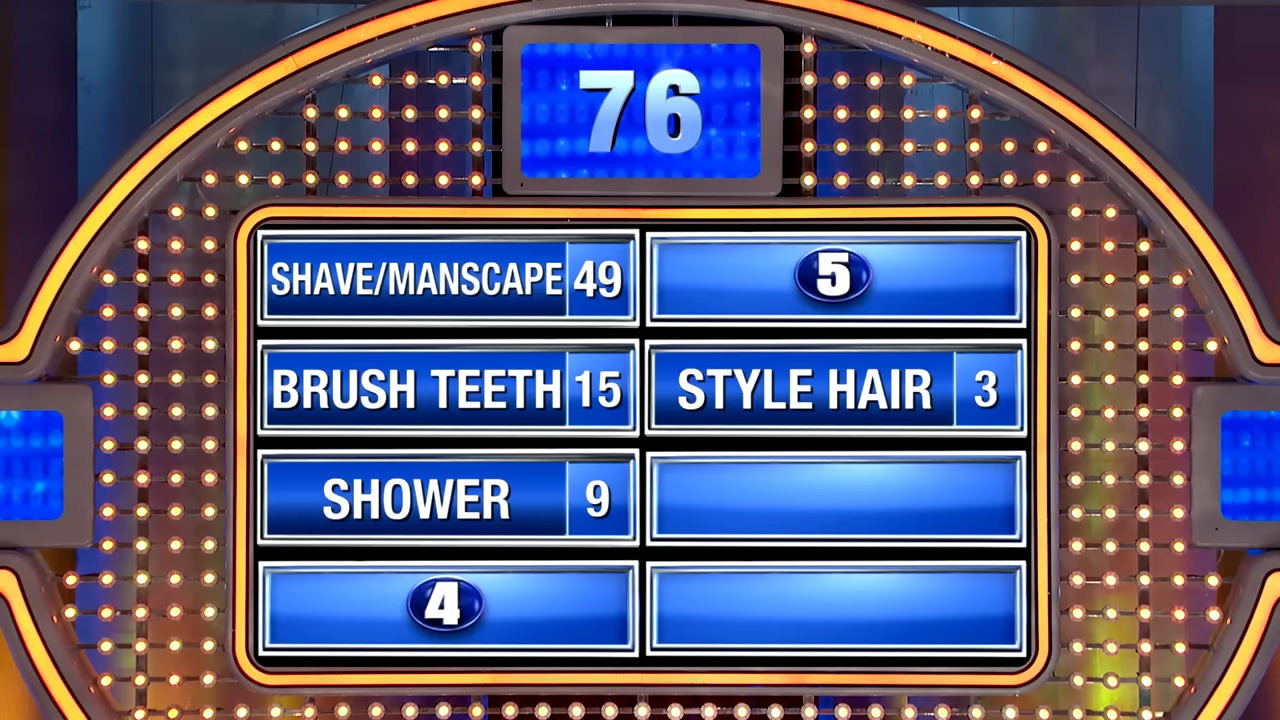 76
SHAVE/MANSCAPE 49
BRUSH TEETH 15
SHOWER 9
4
5
STYLE HAIR 3